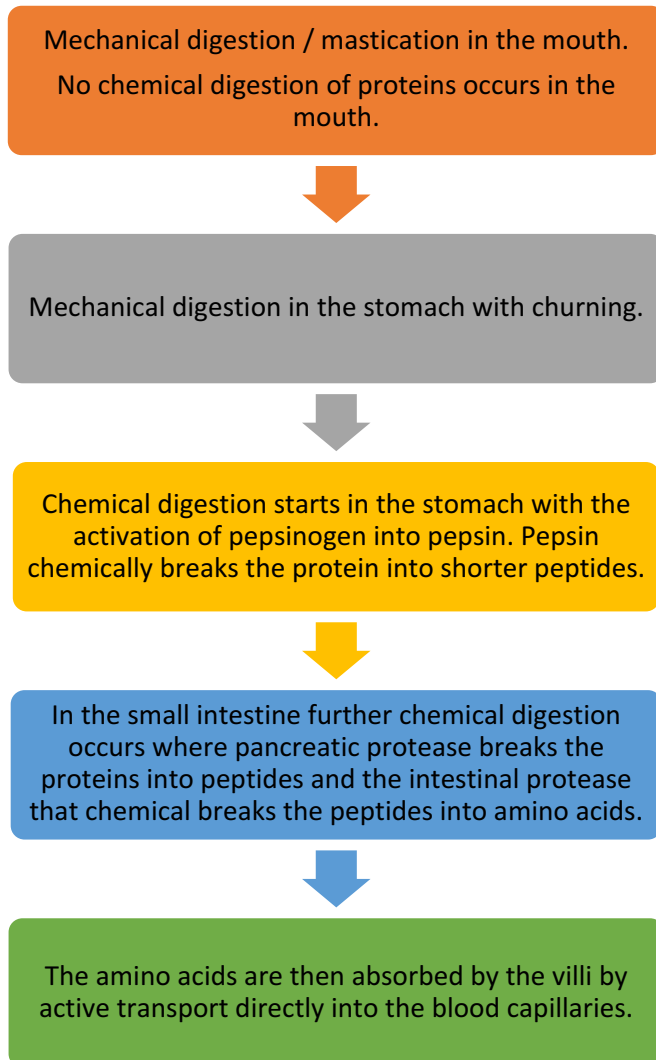 Mechanical digestion / mastication in the mouth.
No chemical digestion of proteins occurs in the
mouth.
Mechanical digestion in the stomach with churning.
Chemical digestion starts in the stomach with the
activation of pepsinogen into pepsin. Pepsin
chemically breaks the protein into shorter peptides.
In the small intestine further chemical digestion
occurs where pancreatic protease breaks the
proteins into peptides and the intestinal protease
that chemical breaks the peptides into amino acids.
The amino acids are then absorbed by the villi by
active transport directly into the blood capillaries.